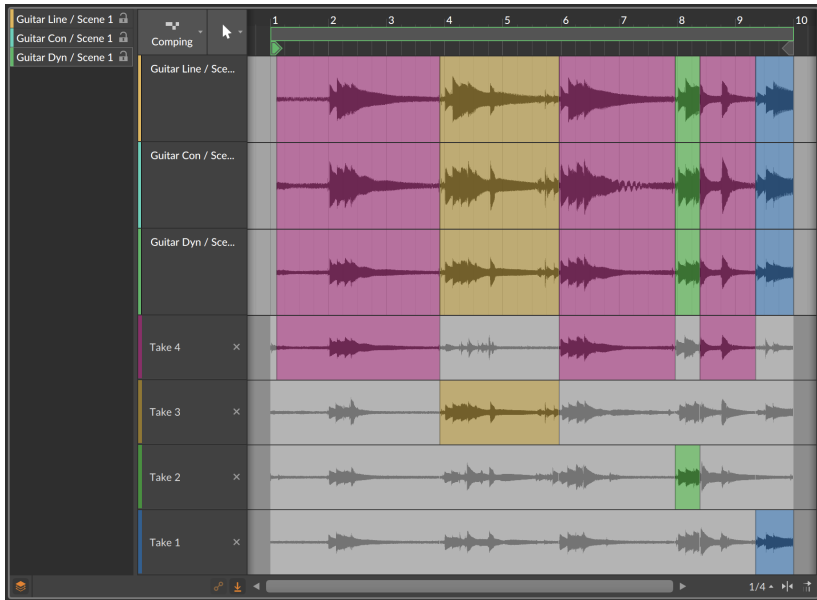 Guitar Line / Scene 1
Guitar Con / Scene 1
Guitar Dyn / Scene 1
Comping
1 2 3 4 5 6 7 8 9 10
Guitar Line / Sce...
Guitar Con / Sce...
Guitar Dyn / Sce...
Take 4
Take 3
Take 2
Take 1
1/4